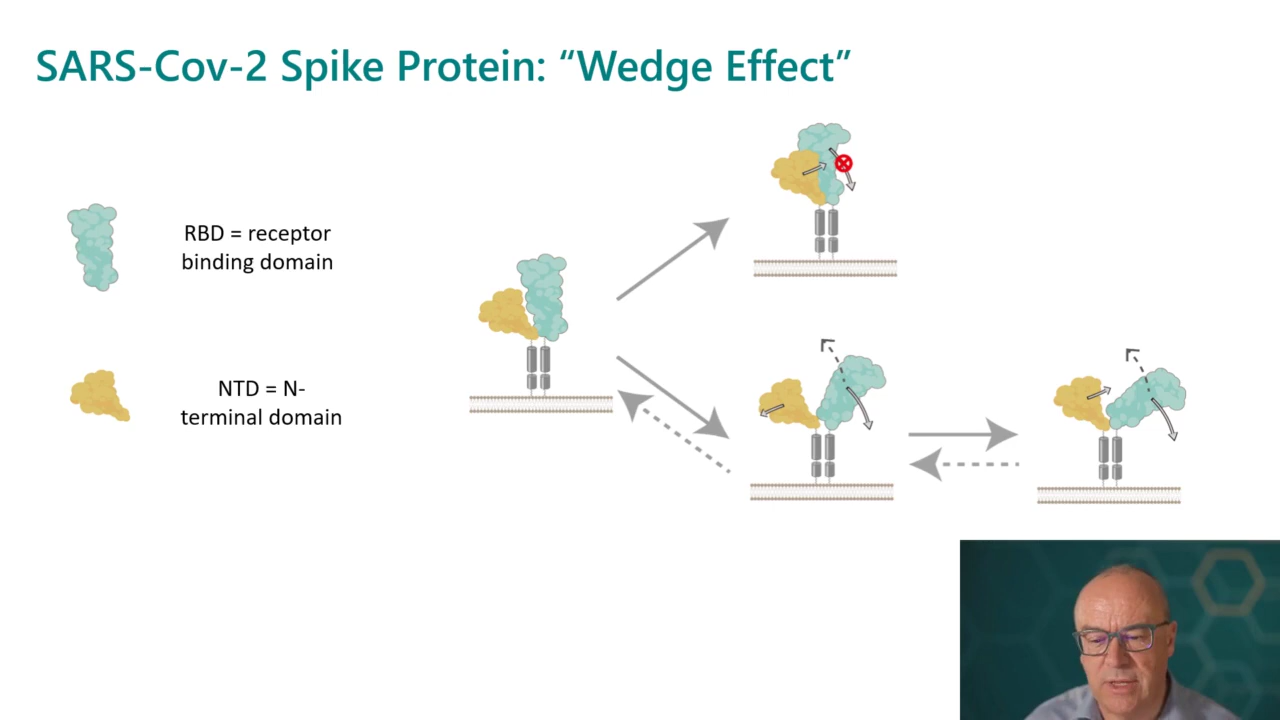 SARS-Cov-2 Spike Protein: “Wedge Effect”
RBD = receptor
binding domain
NTD = N-
terminal domain